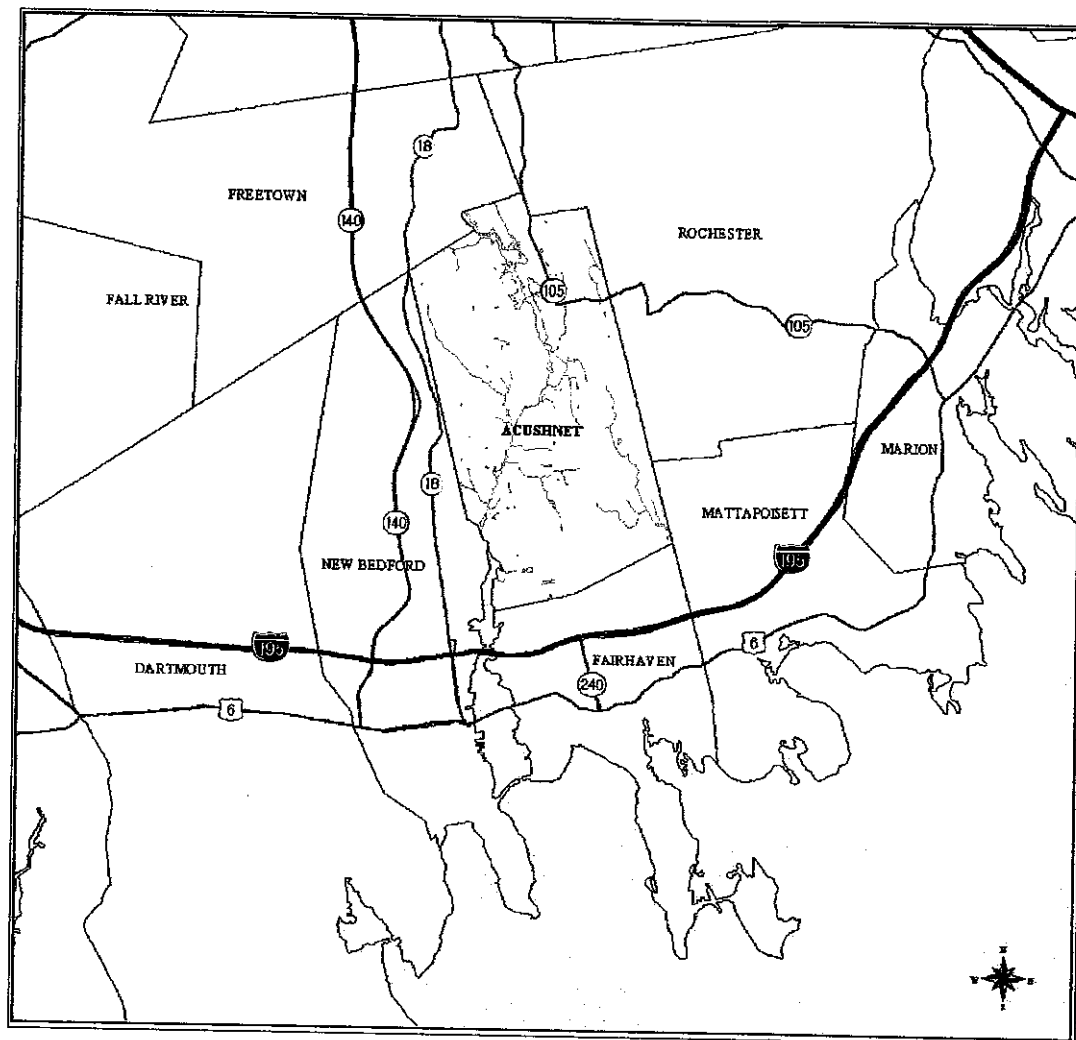 18
FREETOWN
140
ROCHESTER
FALL RIVER
105
105
ACUSHNET
MARION
18
MATTAPOISETT
140
195
NEW BEDFORD
195
6
FAIRHAVEN
DARTMOUTH
240
6
N
W E
S